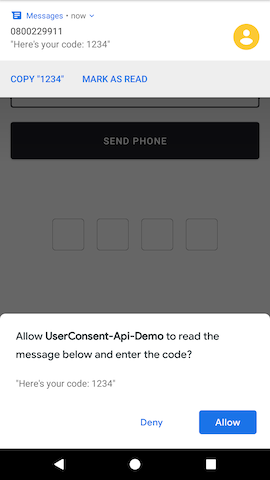 Messages • now
0800229911
"Here's your code: 1234"
COPY "1234" MARK AS READ
SEND PHONE
Allow UserConsent-Api-Demo to read the
message below and enter the code?
"Here's your code: 1234"
Deny Allow